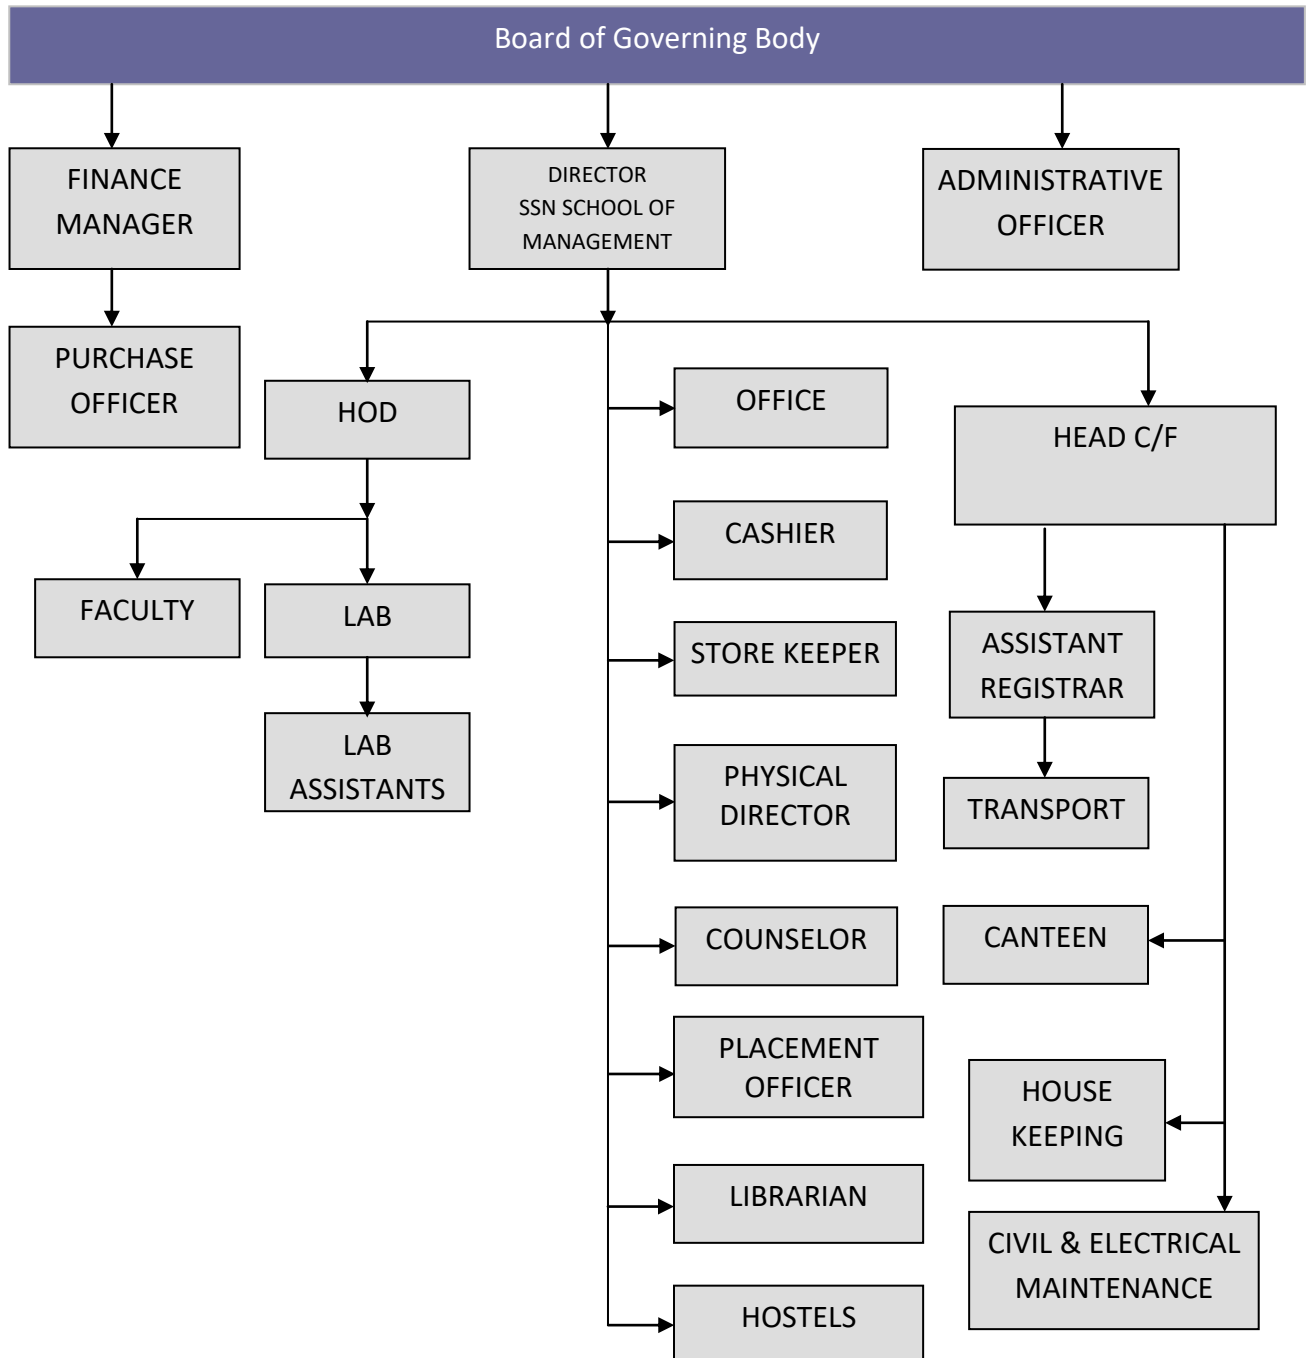 Board of Governing Body
FINANCE
MANAGER
DIRECTOR
SSN SCHOOL OF
MANAGEMENT
ADMINISTRATIVE
OFFICER
PURCHASE
OFFICER
HOD
OFFICE
HEAD C/F
CASHIER
FACULTY
LAB
STORE KEEPER
ASSISTANT
REGISTRAR
LAB
ASSISTANTS
PHYSICAL
DIRECTOR
TRANSPORT
COUNSELOR
CANTEEN
PLACEMENT
OFFICER
HOUSE
KEEPING
LIBRARIAN
CIVIL & ELECTRICAL
MAINTENANCE
HOSTELS